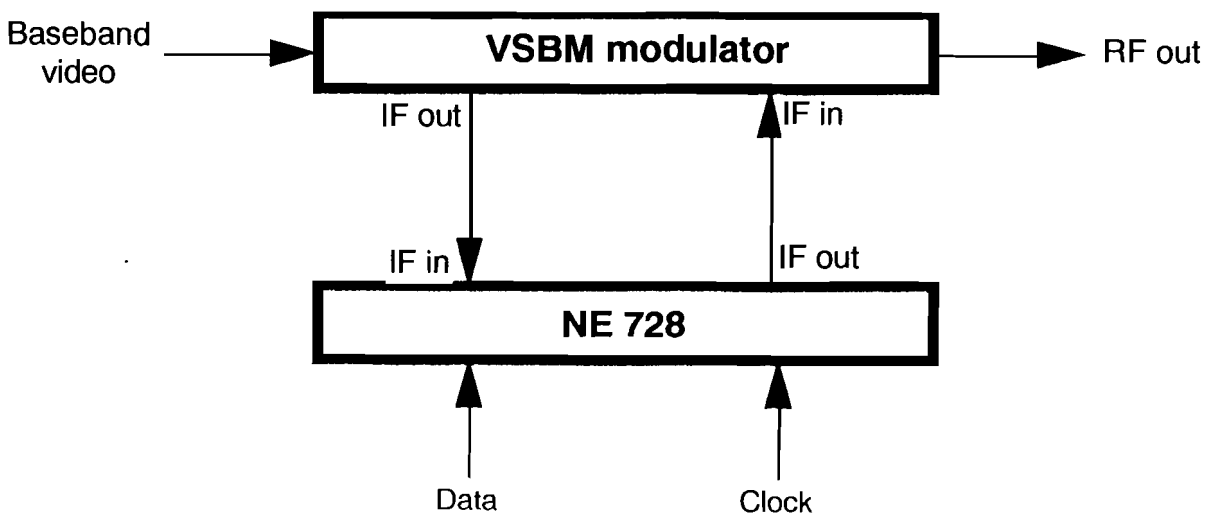 Baseband
video
VSBM modulator
RF out
IF out
IF in
IF in
IF out
NE 728
Data
Clock